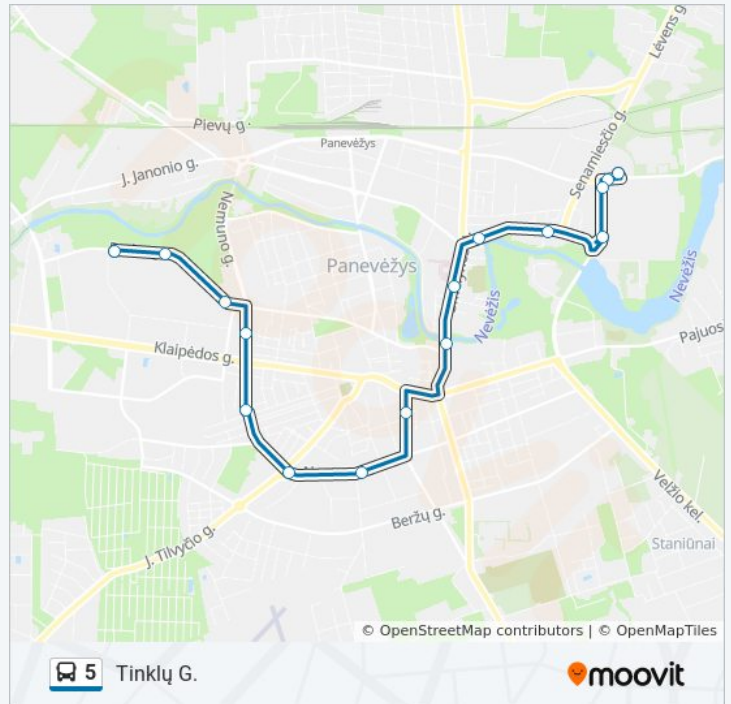 Lėvens g.
Pievų g.
Senamiesčio g.
Panevėžys
J. Janonio g.
Nemuno g.
Panevėžys
Nevėžis
Nevėžis
Pajuos
Klaipėdos g.
Velžio kel.
Beržų g.
Staniūnai
J. Tilvyčio g.
© OpenStreetMap contributors | © OpenMapTiles
5 Tinklų G.
moovit